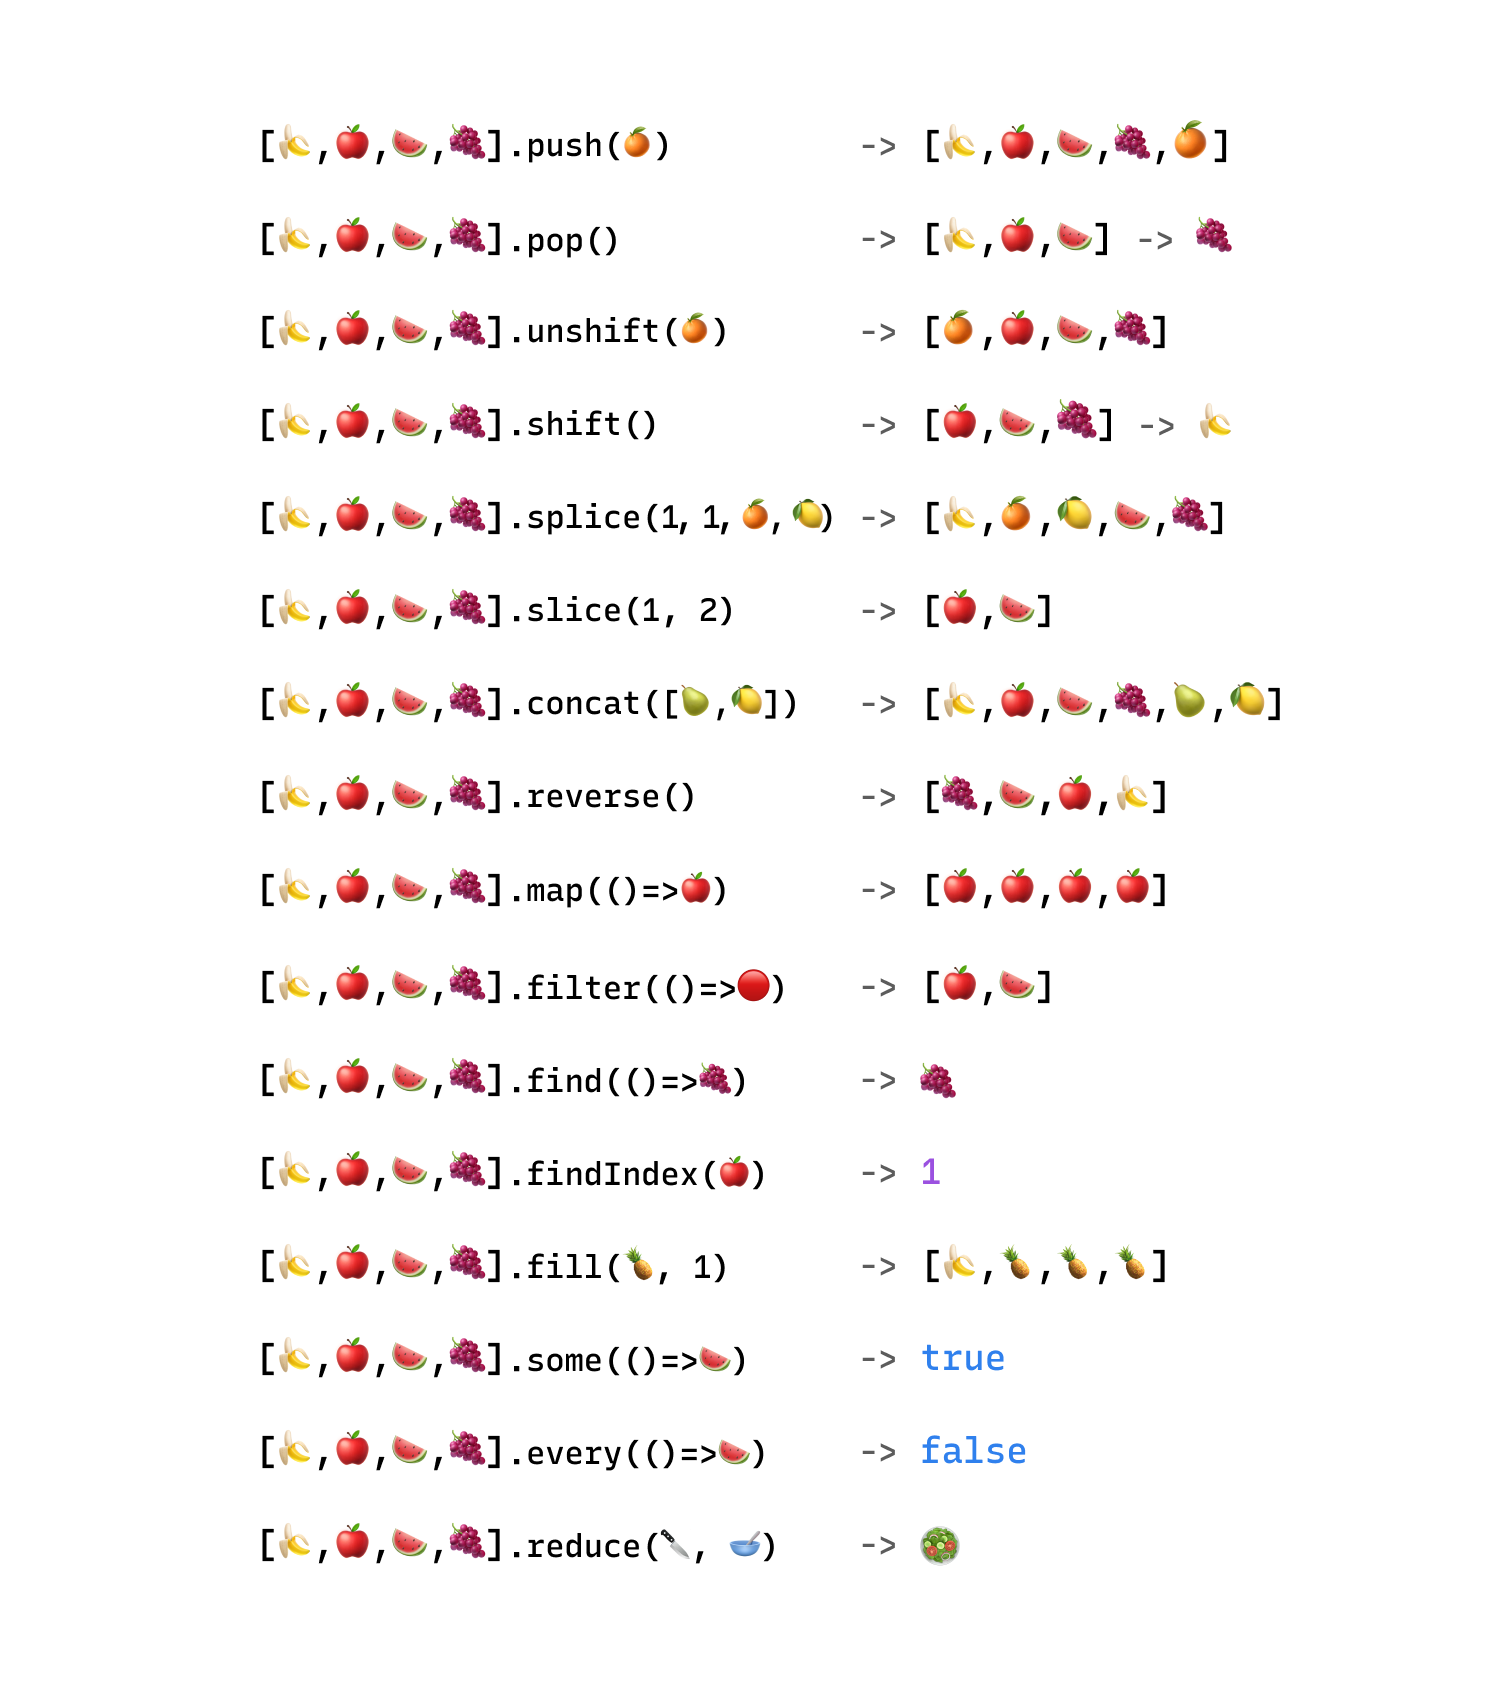 [🍌,🍎,🍉,🍇].push(🍊) -> [🍌,🍎,🍉,🍇,🍊]
[🍌,🍎,🍉,🍇].pop() -> [🍌,🍎,🍉] -> 🍇
[🍌,🍎,🍉,🍇].unshift(🍊) -> [🍊,🍎,🍉,🍇]
[🍌,🍎,🍉,🍇].shift() -> [🍎,🍉,🍇] -> 🍌
[🍌,🍎,🍉,🍇].splice(1, 1, 🍊, 🍋) -> [🍌,🍊,🍋,🍉,🍇]
[🍌,🍎,🍉,🍇].slice(1, 2) -> [🍎,🍉]
[🍌,🍎,🍉,🍇].concat([🍐,🍋]) -> [🍌,🍎,🍉,🍇,🍐,🍋]
[🍌,🍎,🍉,🍇].reverse() -> [🍇,🍉,🍎,🍌]
[🍌,🍎,🍉,🍇].map(()=>🍎) -> [🍎,🍎,🍎,🍎]
[🍌,🍎,🍉,🍇].filter(()=>🔴) -> [🍎,🍉]
[🍌,🍎,🍉,🍇].find(()=>🍇) -> 🍇
[🍌,🍎,🍉,🍇].findIndex(🍎) -> 1
[🍌,🍎,🍉,🍇].fill(🍍, 1) -> [🍌,🍍,🍍,🍍]
[🍌,🍎,🍉,🍇].some(()=>🍉) -> true
[🍌,🍎,🍉,🍇].every(()=>🍉) -> false
[🍌,🍎,🍉,🍇].reduce(🔪, 🥣) -> 🥗